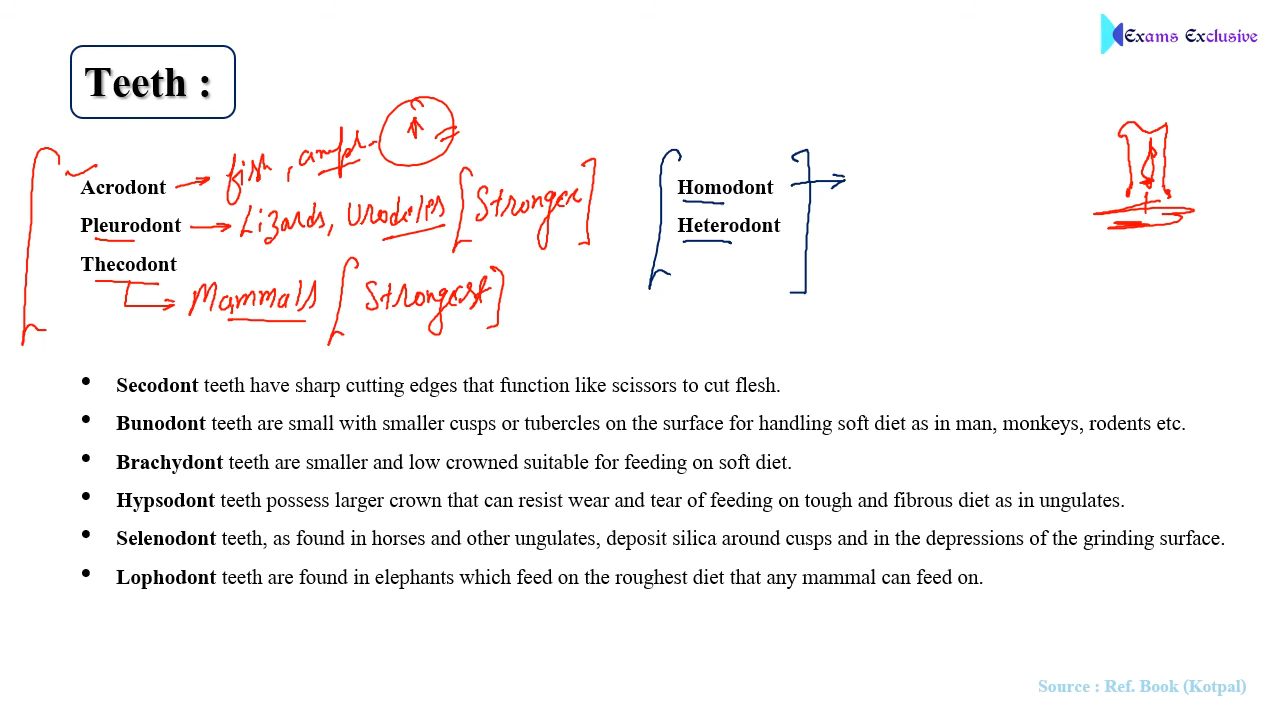 Exams Exclusive
Teeth :
Acrodont → fish, amph.
Pleurodont → Lizards, Urodeles [Stronger]
Thecodont
→ Mammals [Strongest]
Homodont →
Heterodont
• Secodont teeth have sharp cutting edges that function like scissors to cut flesh.
• Bunodont teeth are small with smaller cusps or tubercles on the surface for handling soft diet as in man, monkeys, rodents etc.
• Brachydont teeth are smaller and low crowned suitable for feeding on soft diet.
• Hypsodont teeth possess larger crown that can resist wear and tear of feeding on tough and fibrous diet as in ungulates.
• Selenodont teeth, as found in horses and other ungulates, deposit silica around cusps and in the depressions of the grinding surface.
• Lophodont teeth are found in elephants which feed on the roughest diet that any mammal can feed on.
Source : Ref. Book (Kotpal)